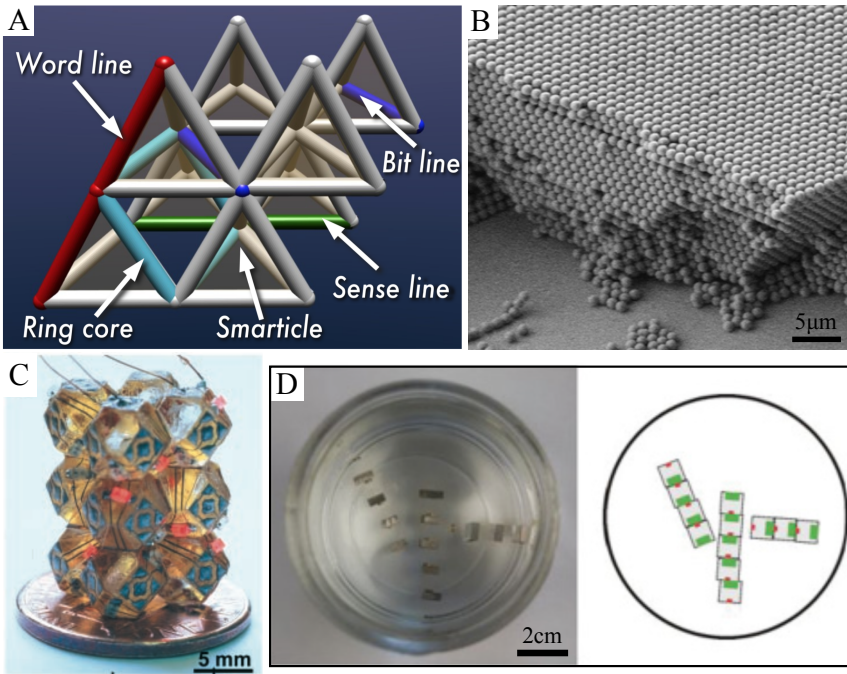 A
Word line
Bit line
Sense line
Ring core
Smarticle
B
5μm
C
5 mm
D
2cm